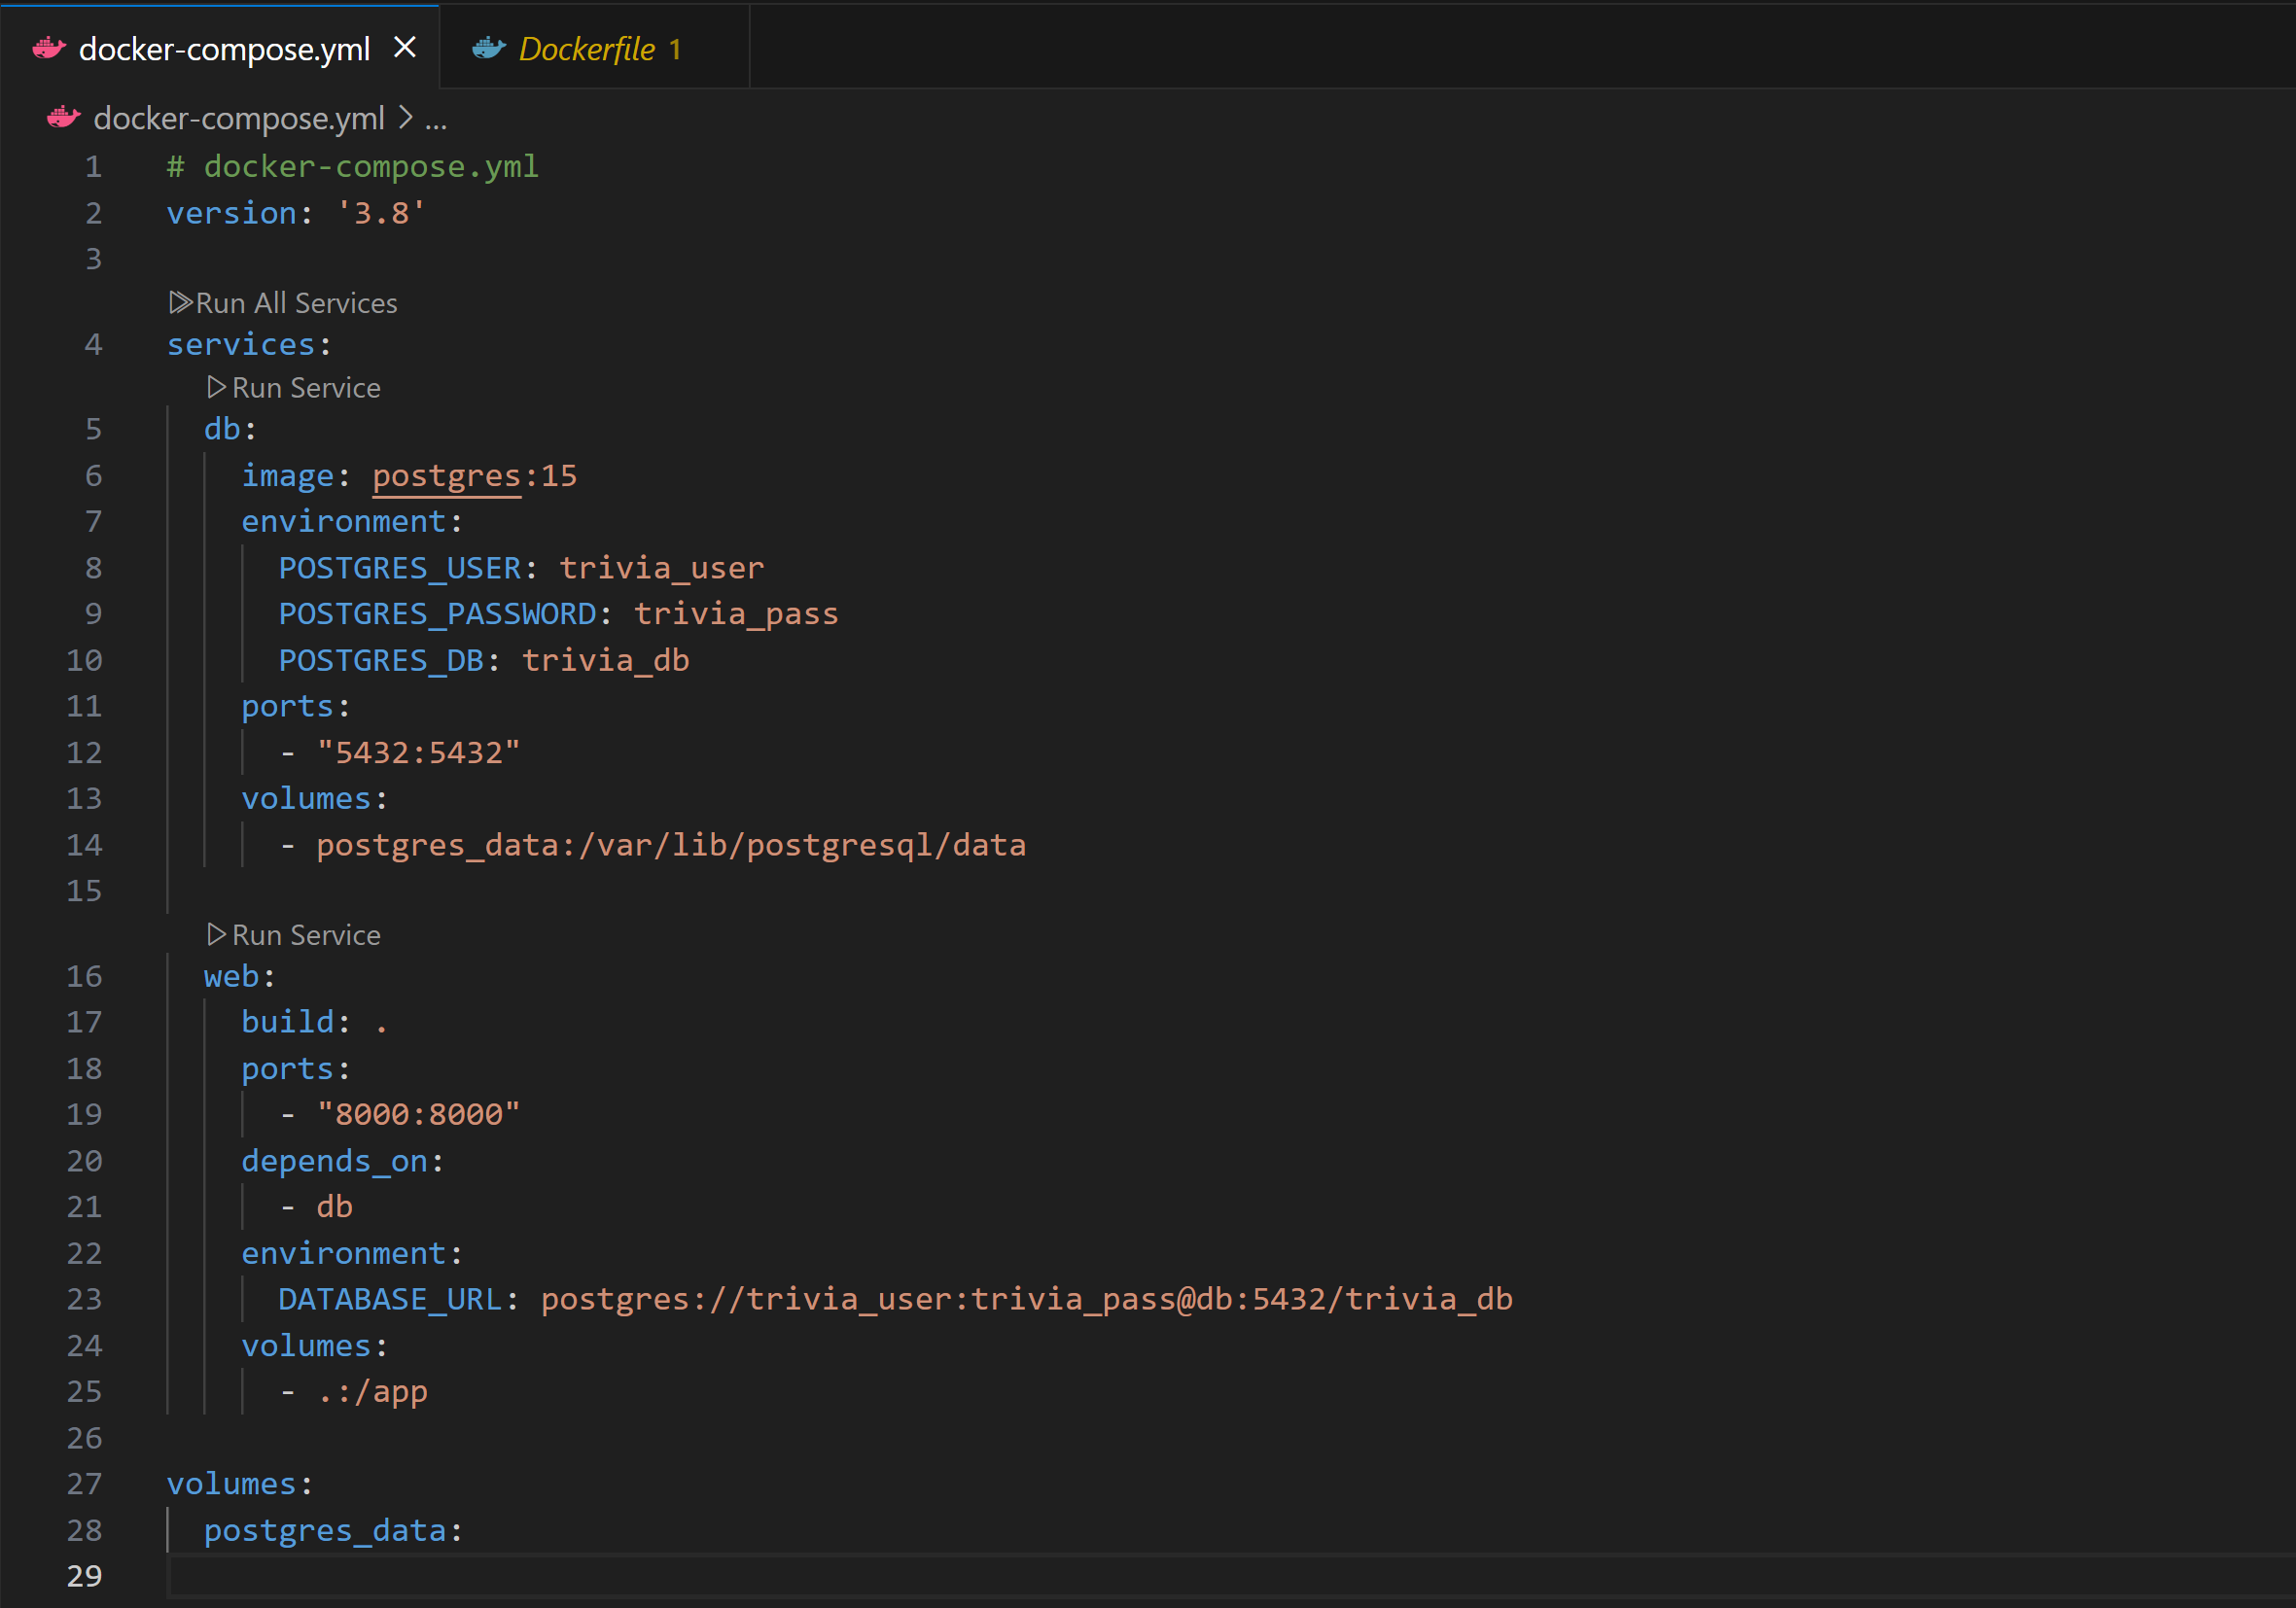 docker-compose.yml Dockerfile 1
docker-compose.yml > ...
1 # docker-compose.yml
2 version: '3.8'
3
Run All Services
4 services:
Run Service
5   db:
6     image: postgres:15
7     environment:
8       POSTGRES_USER: trivia_user
9       POSTGRES_PASSWORD: trivia_pass
10       POSTGRES_DB: trivia_db
11     ports:
12       - "5432:5432"
13     volumes:
14       - postgres_data:/var/lib/postgresql/data
15
Run Service
16   web:
17     build: .
18     ports:
19       - "8000:8000"
20     depends_on:
21       - db
22     environment:
23       DATABASE_URL: postgres://trivia_user:trivia_pass@db:5432/trivia_db
24     volumes:
25       - .:/app
26
27 volumes:
28   postgres_data:
29